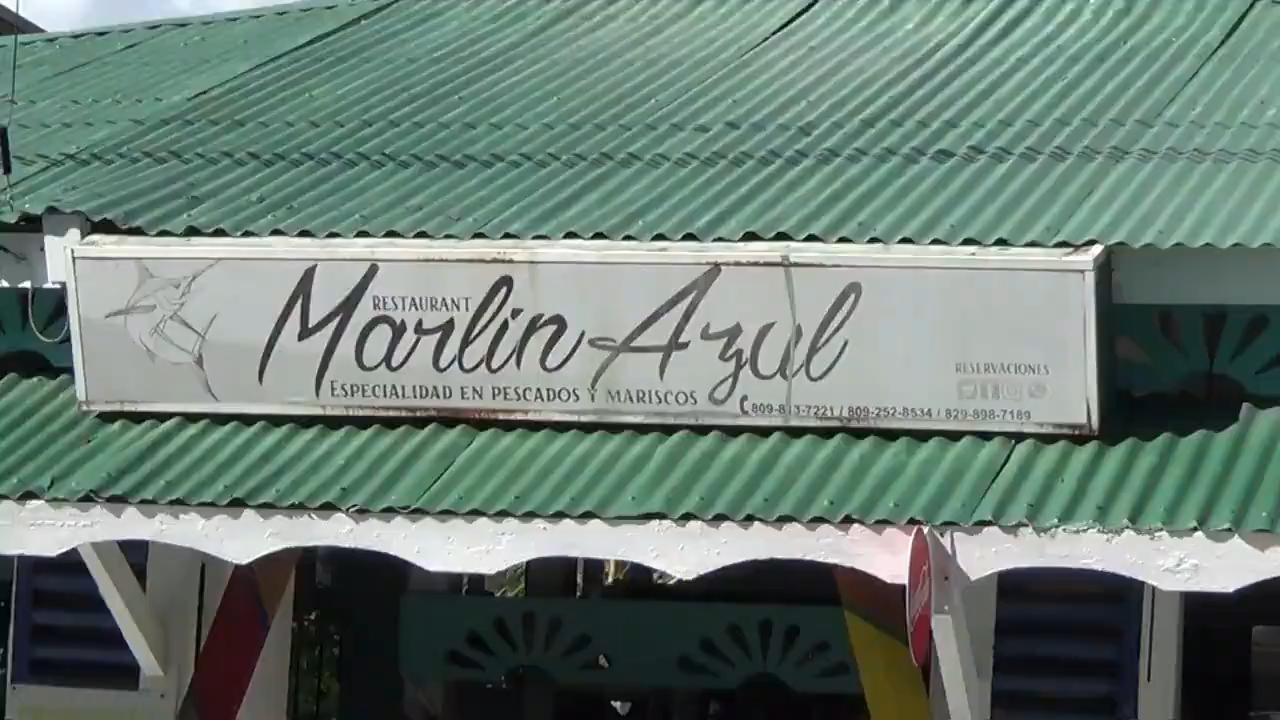 RESTAURANT
Marlin Azul
ESPECIALIDAD EN PESCADOS Y MARISCOS
RESERVACIONES
809-252-8534 / 829-898-7189